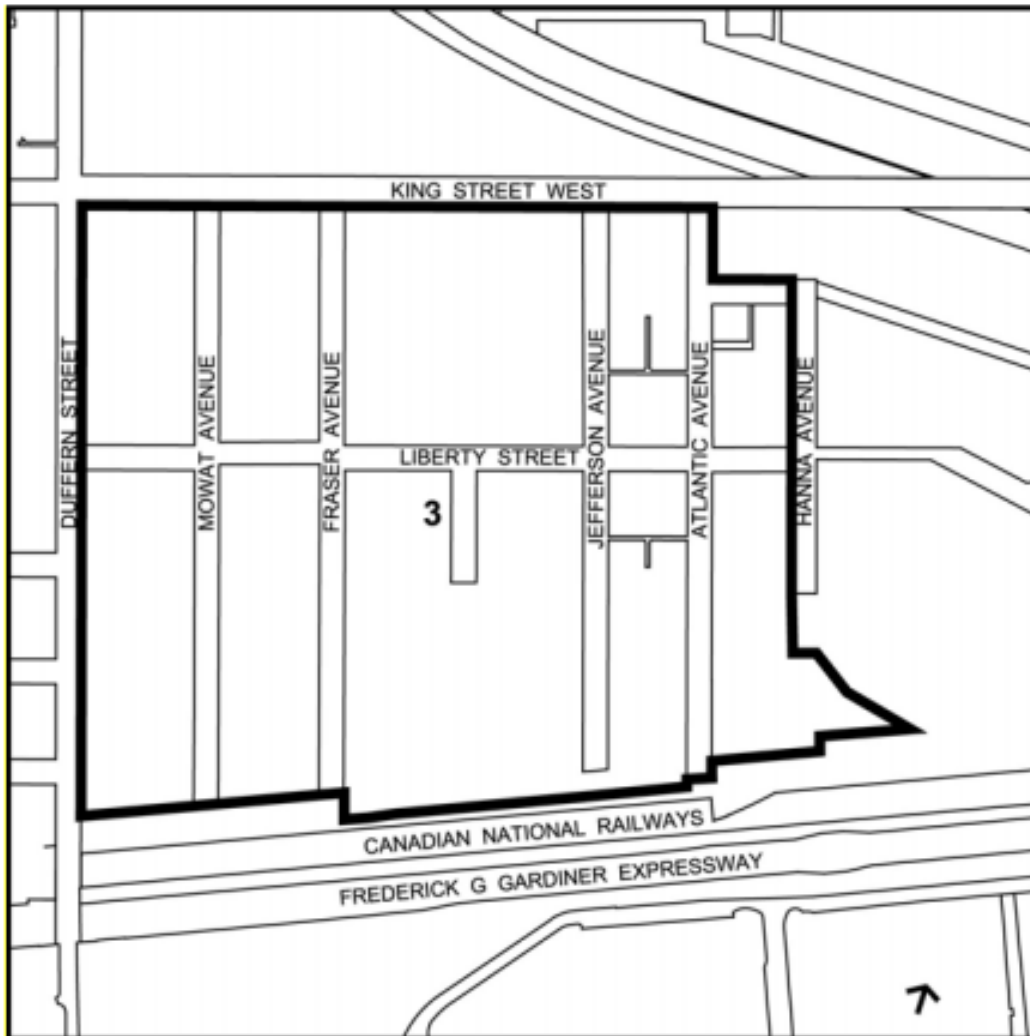 KING STREET WEST
DUFFERN STREET
MOWAT AVENUE
FRASER AVENUE
JEFFERSON AVENUE
ATLANTIC AVENUE
HANNA AVENUE
LIBERTY STREET
3
CANADIAN NATIONAL RAILWAYS
FREDERICK G GARDINER EXPRESSWAY